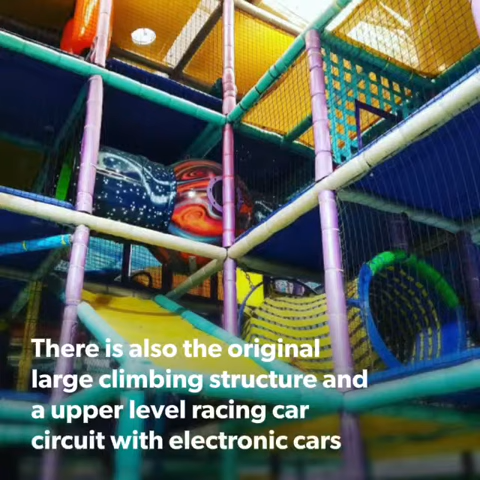 There is also the original
large climbing structure and
a upper level racing car
circuit with electronic cars